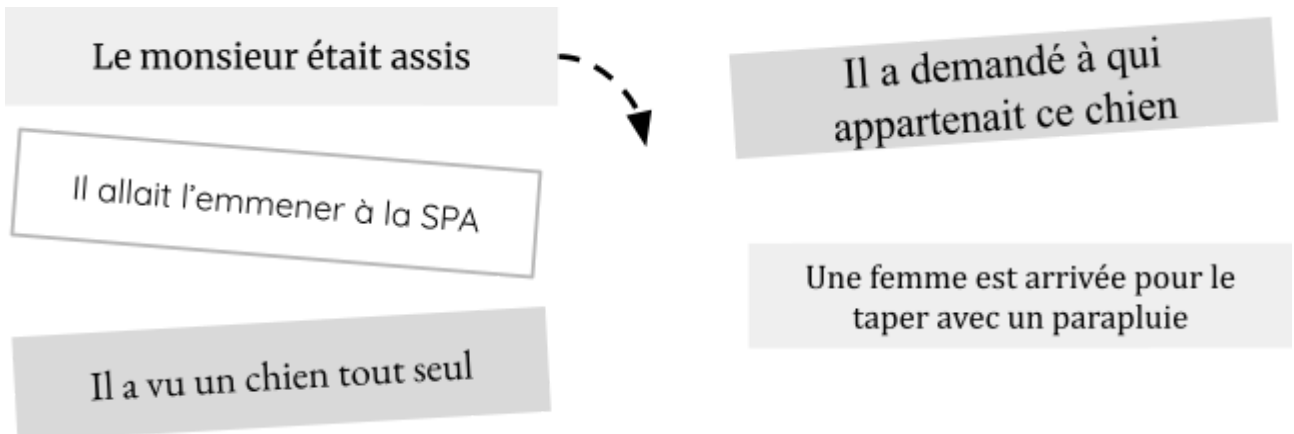 Le monsieur était assis
Il allait l'emmener à la SPA
Il a vu un chien tout seul
Il a demandé à qui
appartenait ce chien
Une femme est arrivée pour le
taper avec un parapluie